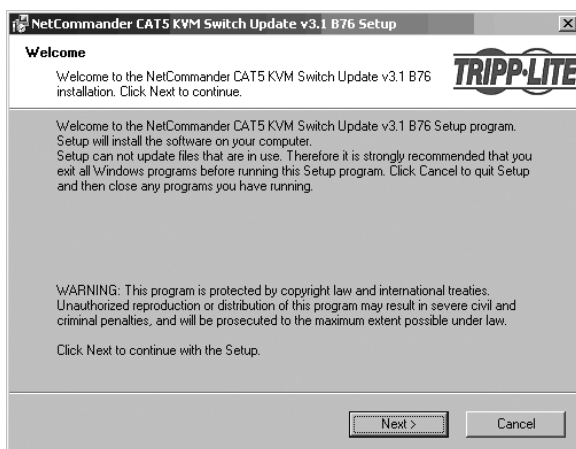 NetCommander CAT5 KVM Switch Update v3.1 B76 Setup
Welcome
Welcome to the NetCommander CAT5 KVM Switch Update v3.1 B76
installation. Click Next to continue.
TRIPP·LITE
Welcome to the NetCommander CAT5 KVM Switch Update v3.1 B76 Setup program.
Setup will install the software on your computer.
Setup can not update files that are in use. Therefore it is strongly recommended that you
exit all Windows programs before running this Setup program. Click Cancel to quit Setup
and then close any programs you have running.
WARNING: This program is protected by copyright law and international treaties.
Unauthorized reproduction or distribution of this program may result in severe civil and
criminal penalties, and will be prosecuted to the maximum extent possible under law.
Click Next to continue with the Setup.
Next >
Cancel